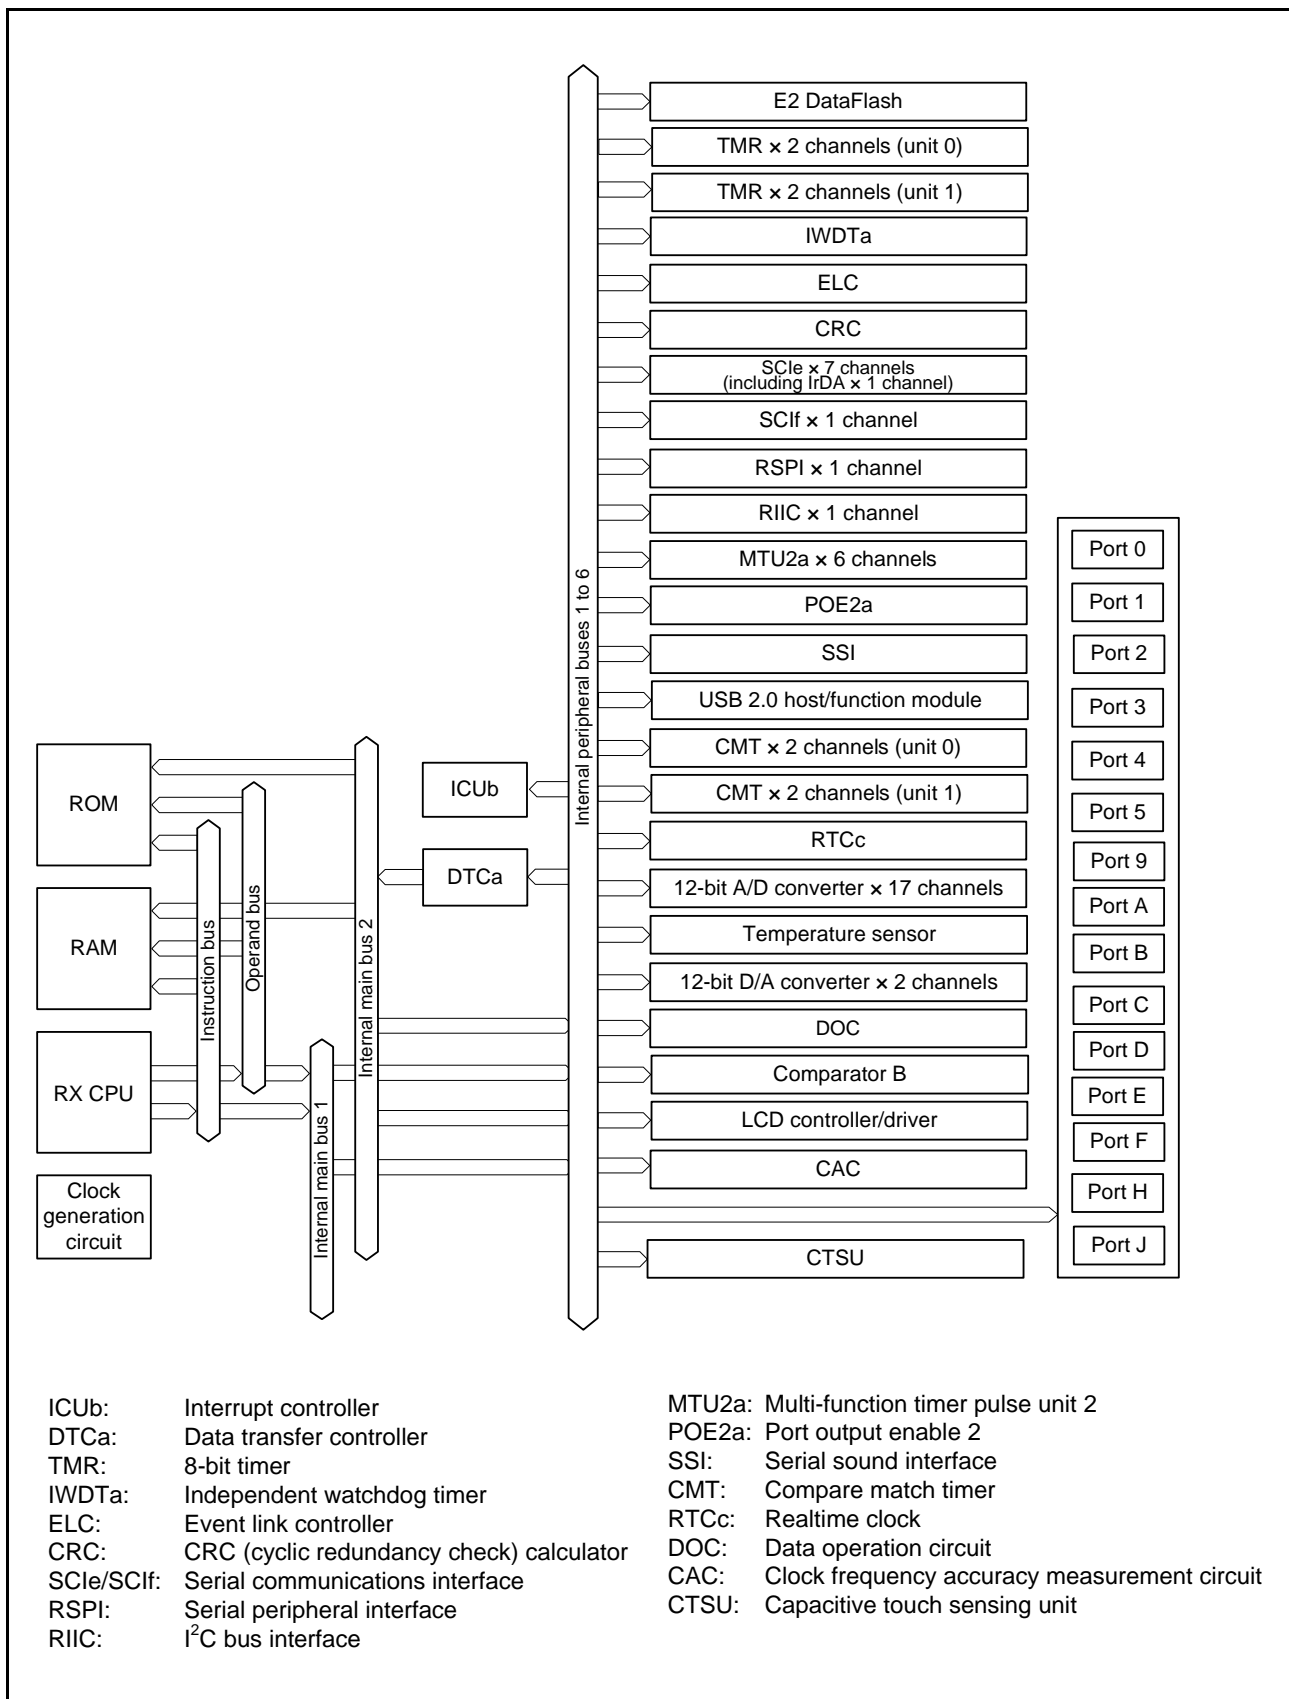 E2 DataFlash
TMR × 2 channels (unit 0)
TMR × 2 channels (unit 1)
IWDTa
ELC
CRC
SCIe × 7 channels
(including IrDA × 1 channel)
SCIf × 1 channel
RSPI × 1 channel
RIIC × 1 channel
MTU2a × 6 channels
POE2a
SSI
USB 2.0 host/function module
CMT × 2 channels (unit 0)
CMT × 2 channels (unit 1)
RTCc
12-bit A/D converter × 17 channels
Temperature sensor
12-bit D/A converter × 2 channels
DOC
Comparator B
LCD controller/driver
CAC
CTSU
Port 0
Port 1
Port 2
Port 3
Port 4
Port 5
Port 9
Port A
Port B
Port C
Port D
Port E
Port F
Port H
Port J
Internal peripheral buses 1 to 6
ICUb
DTCa
ROM
RAM
RX CPU
Clock
generation
circuit
Instruction bus
Operand bus
Internal main bus 1
Internal main bus 2
ICUb: Interrupt controller
DTCa: Data transfer controller
TMR: 8-bit timer
IWDTa: Independent watchdog timer
ELC: Event link controller
CRC: CRC (cyclic redundancy check) calculator
SCIe/SCIf: Serial communications interface
RSPI: Serial peripheral interface
RIIC: I²C bus interface
MTU2a: Multi-function timer pulse unit 2
POE2a: Port output enable 2
SSI: Serial sound interface
CMT: Compare match timer
RTCc: Realtime clock
DOC: Data operation circuit
CAC: Clock frequency accuracy measurement circuit
CTSU: Capacitive touch sensing unit